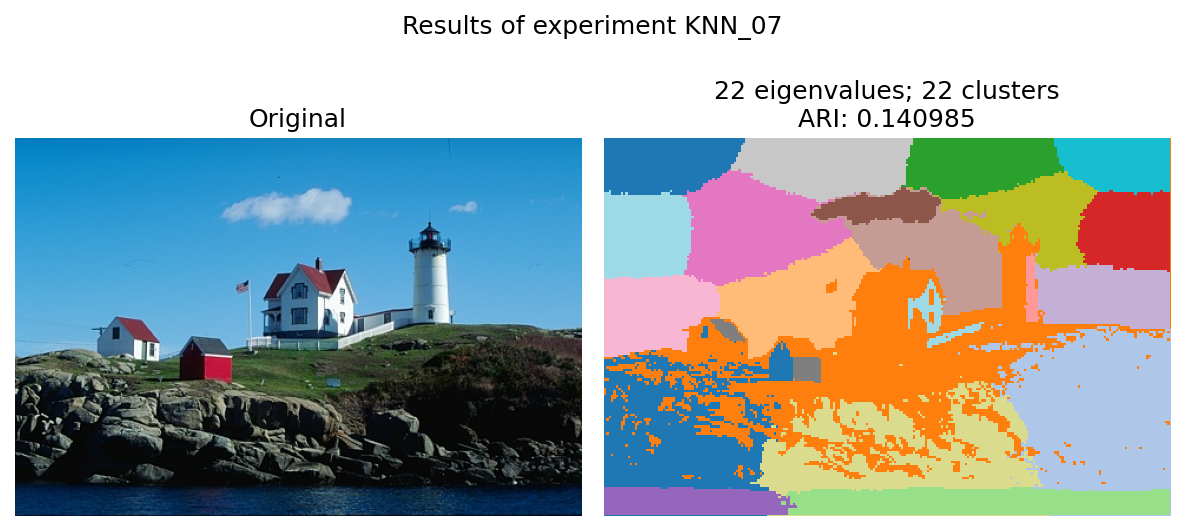 Results of experiment KNN_07
Original
22 eigenvalues; 22 clusters
ARI: 0.140985